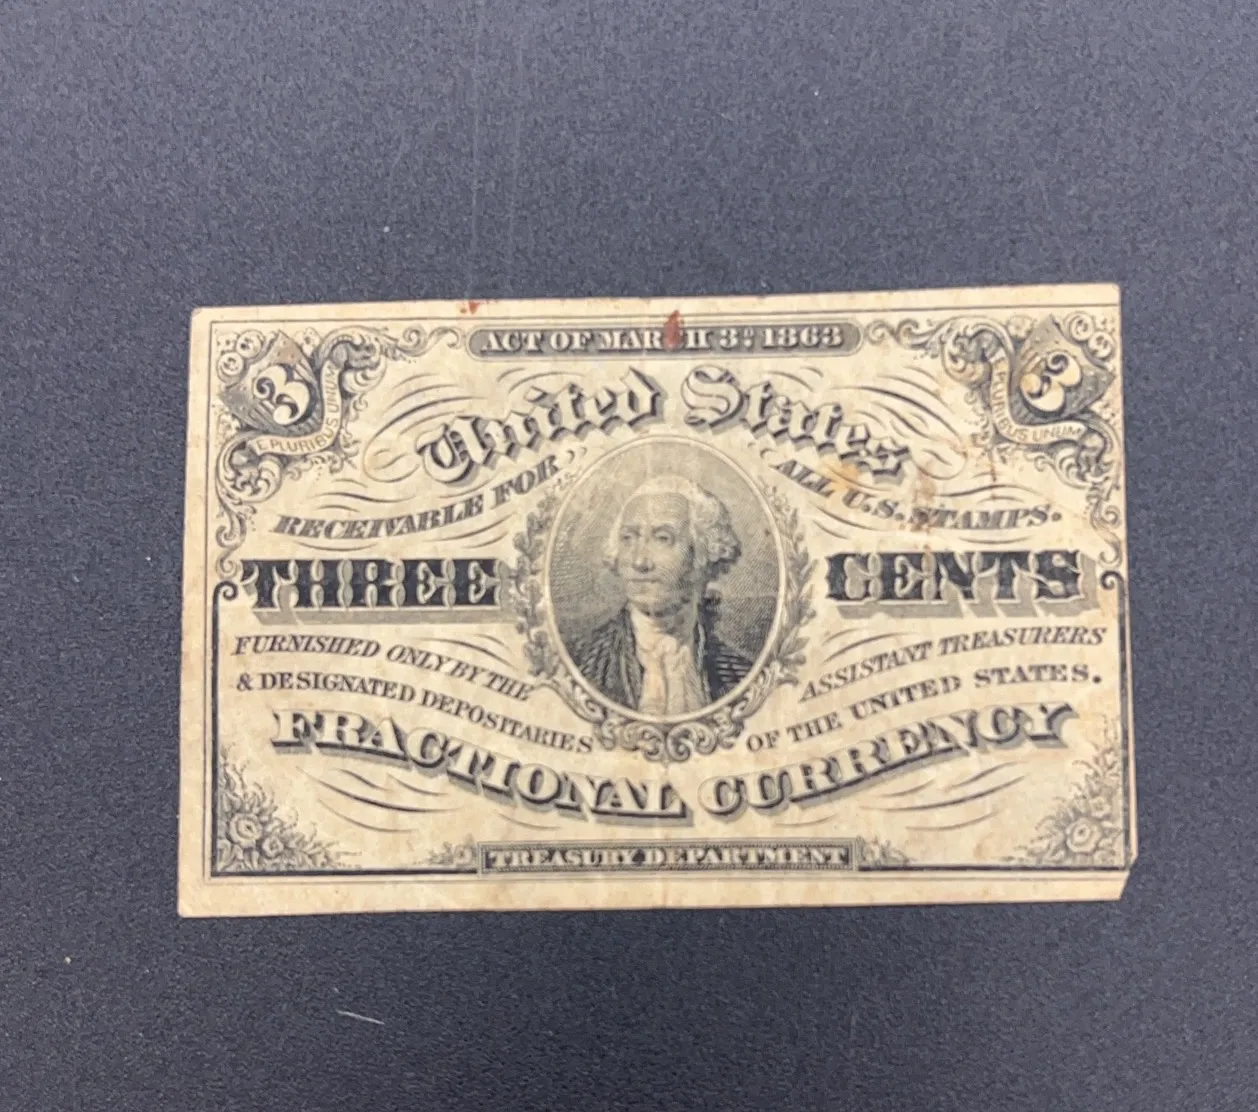 ACT OF MARCH 3D. 1863
3
3
E PLURIBUS UNUM
E PLURIBUS UNUM
United States
RECEIVABLE FOR ALL U.S. STAMPS.
THREE CENTS
FURNISHED ONLY BY THE ASSISTANT TREASURERS
& DESIGNATED DEPOSITARIES OF THE UNITED STATES.
FRACTIONAL CURRENCY
TREASURY DEPARTMENT